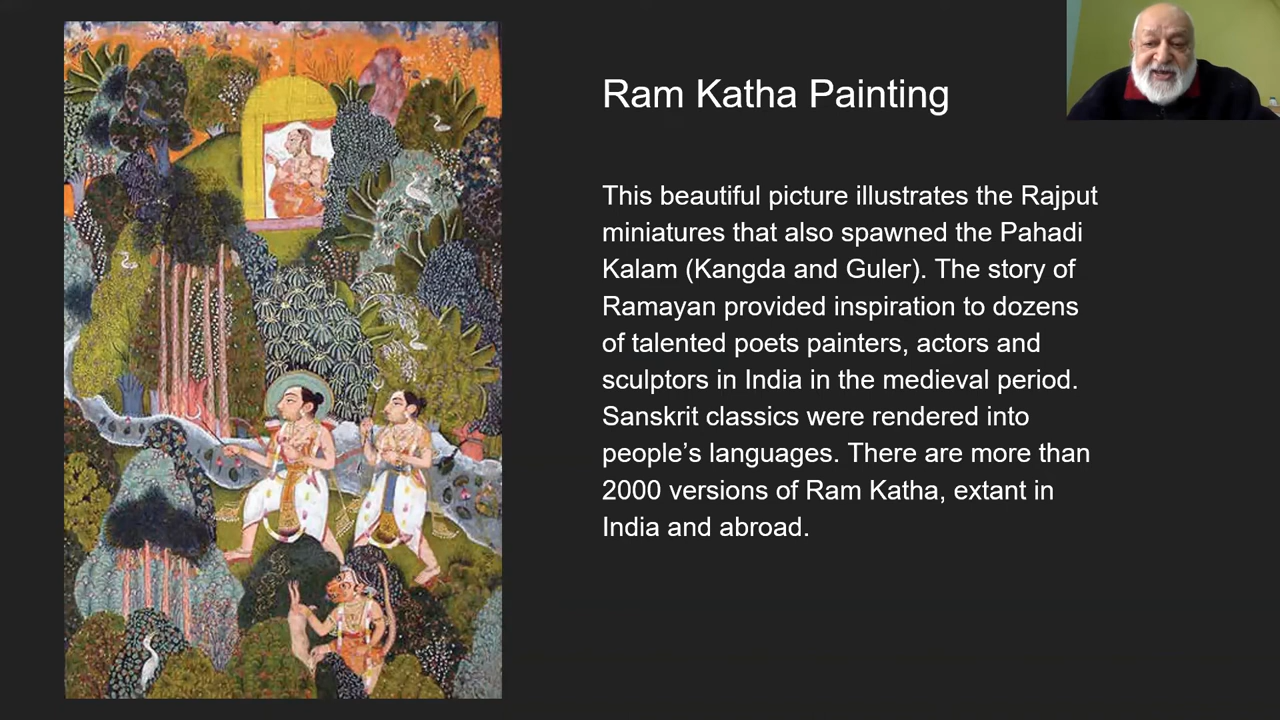 Ram Katha Painting
This beautiful picture illustrates the Rajput
miniatures that also spawned the Pahadi
Kalam (Kangda and Guler). The story of
Ramayan provided inspiration to dozens
of talented poets painters, actors and
sculptors in India in the medieval period.
Sanskrit classics were rendered into
people’s languages. There are more than
2000 versions of Ram Katha, extant in
India and abroad.